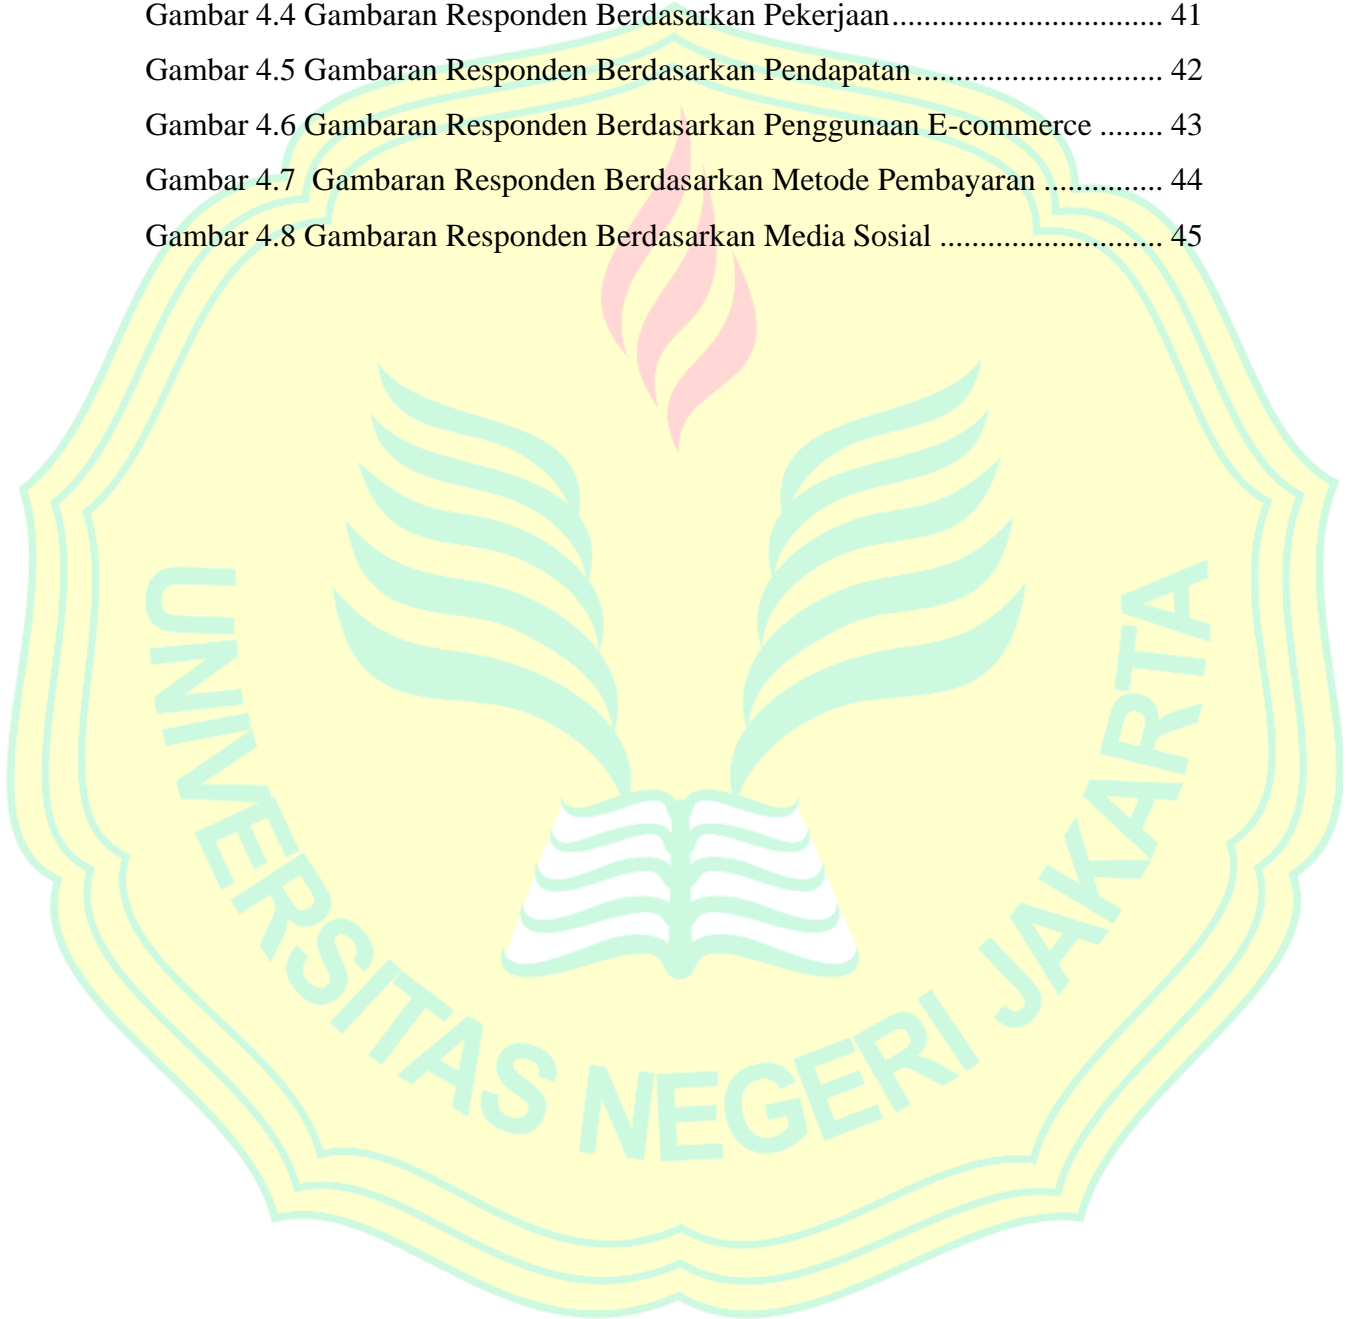 Gambar 4.4 Gambaran Responden Berdasarkan Pekerjaan.................................. 41
Gambar 4.5 Gambaran Responden Berdasarkan Pendapatan ............................... 42
Gambar 4.6 Gambaran Responden Berdasarkan Penggunaan E-commerce ........ 43
Gambar 4.7  Gambaran Responden Berdasarkan Metode Pembayaran ............... 44
Gambar 4.8 Gambaran Responden Berdasarkan Media Sosial ............................ 45
UNIVERSITAS NEGERI JAKARTA